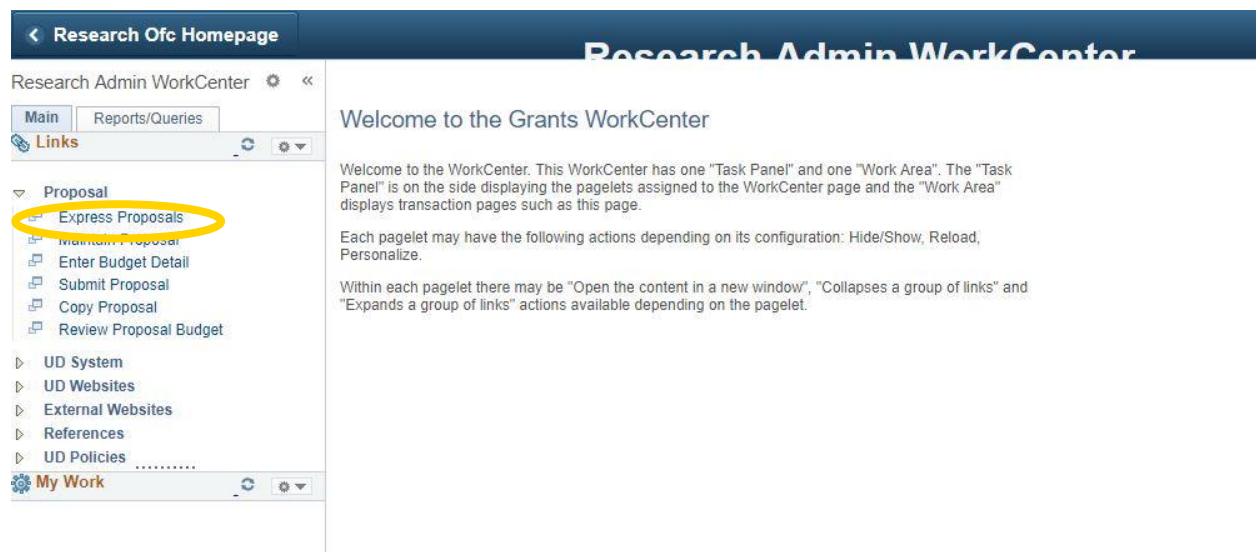 Research Ofc Homepage
Research Admin WorkCenter
Research Admin WorkCenter
Main Reports/Queries
Links
Proposal
Express Proposals
Maintain Proposal
Enter Budget Detail
Submit Proposal
Copy Proposal
Review Proposal Budget
UD System
UD Websites
External Websites
References
UD Policies
My Work
Welcome to the Grants WorkCenter
Welcome to the WorkCenter. This WorkCenter has one "Task Panel" and one "Work Area". The "Task
Panel" is on the side displaying the pagelets assigned to the WorkCenter page and the "Work Area"
displays transaction pages such as this page.
Each pagelet may have the following actions depending on its configuration: Hide/Show, Reload,
Personalize.
Within each pagelet there may be "Open the content in a new window", "Collapses a group of links" and
"Expands a group of links" actions available depending on the pagelet.